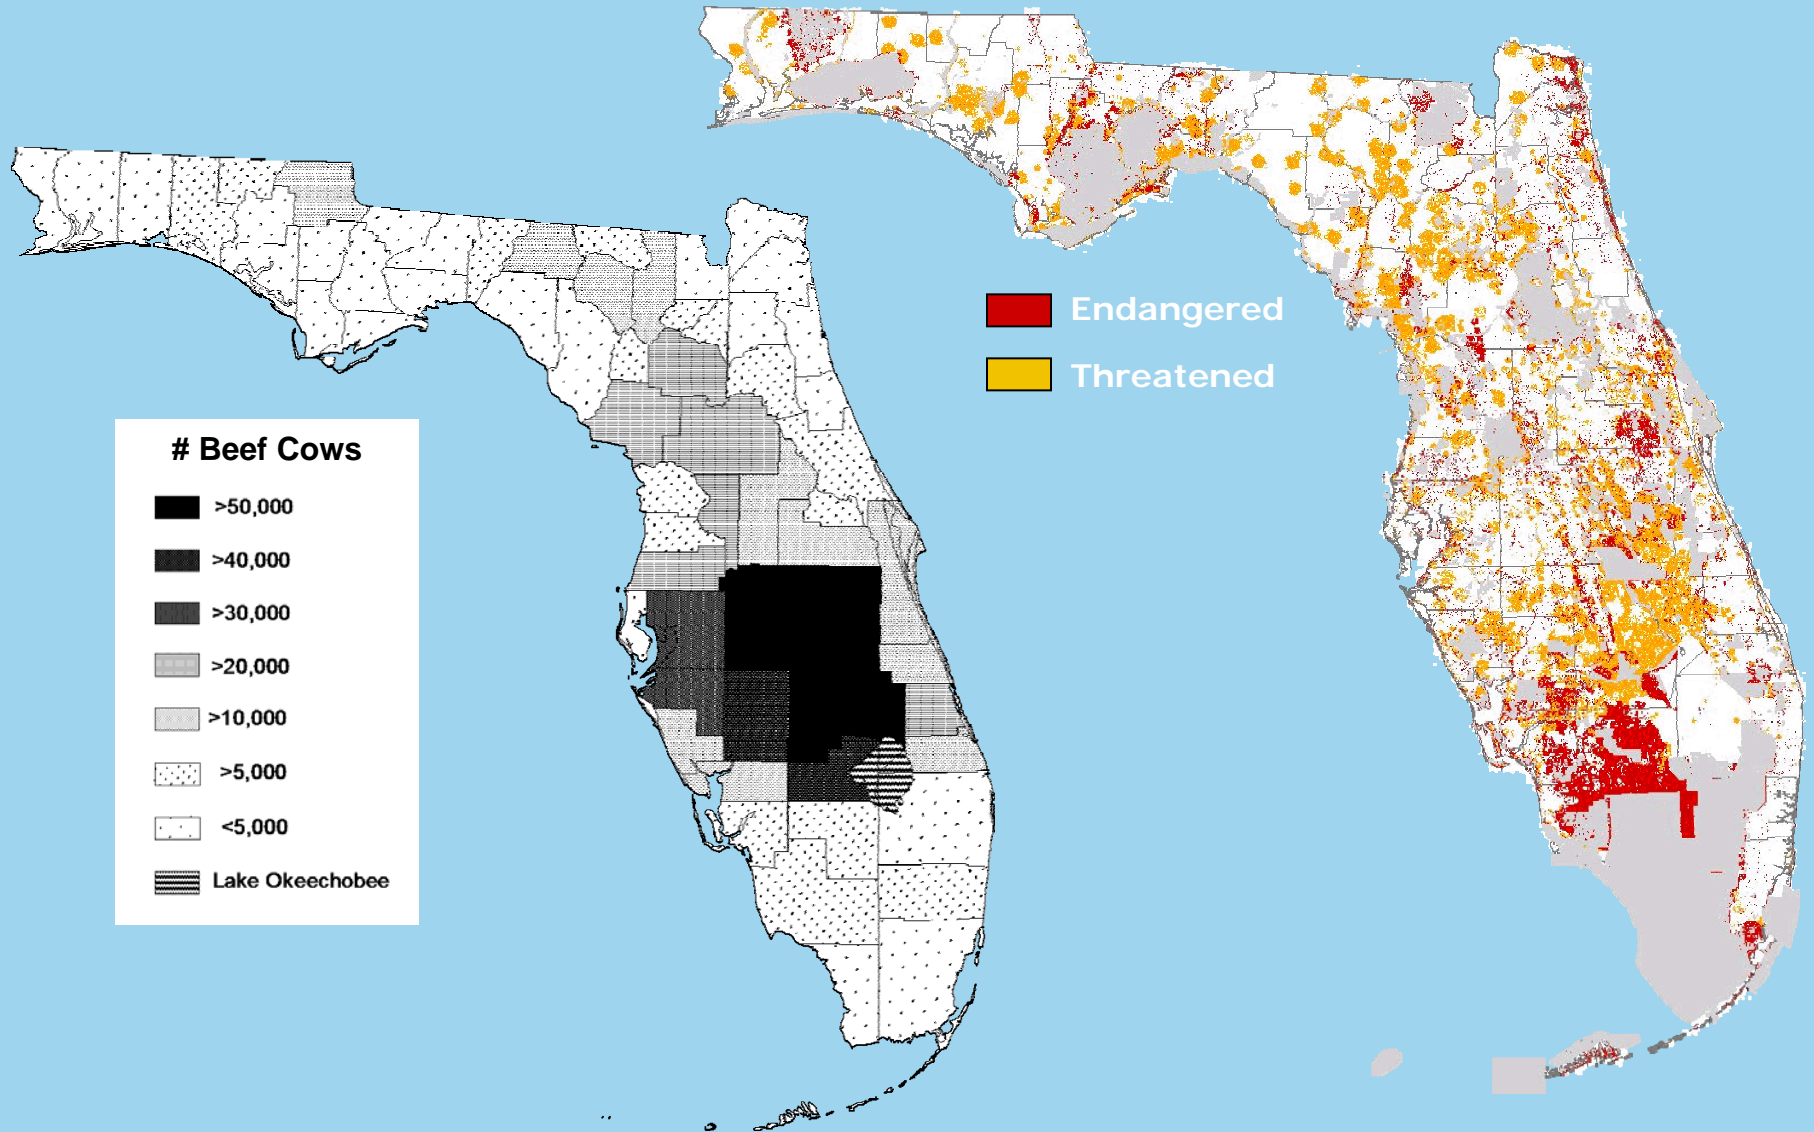 # Beef Cows
>50,000
>40,000
>30,000
>20,000
>10,000
>5,000
<5,000
Lake Okeechobee
Endangered
Threatened